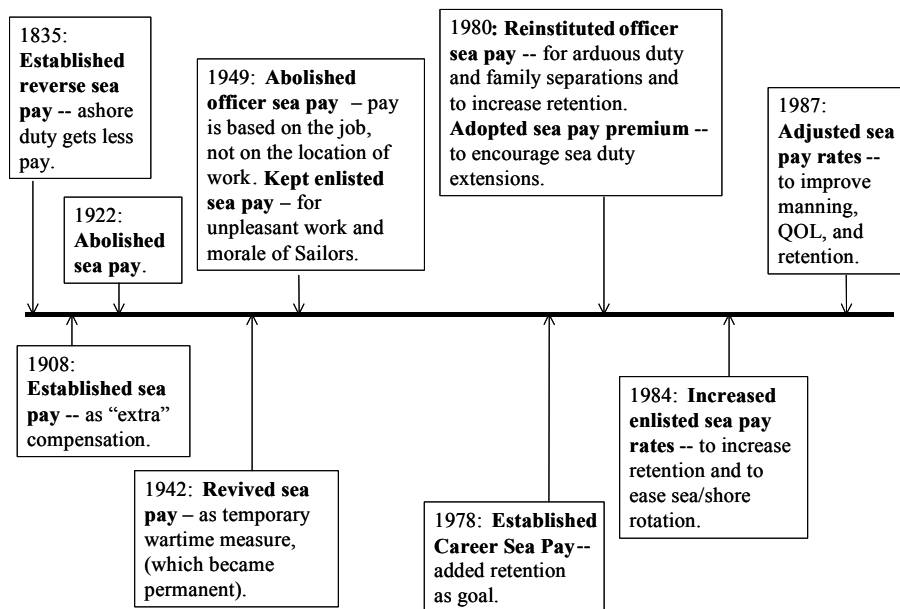 1835:
Established
reverse sea
pay -- ashore
duty gets less
pay.
1922:
Abolished
sea pay.
1949: Abolished
officer sea pay – pay
is based on the job,
not on the location of
work. Kept enlisted
sea pay – for
unpleasant work and
morale of Sailors.
1980: Reinstituted officer
sea pay -- for arduous duty
and family separations and
to increase retention.
Adopted sea pay premium --
to encourage sea duty
extensions.
1987:
Adjusted sea
pay rates --
to improve
manning,
QOL, and
retention.
1908:
Established sea
pay -- as “extra”
compensation.
1942: Revived sea
pay – as temporary
wartime measure,
(which became
permanent).
1978: Established
Career Sea Pay--
added retention
as goal.
1984: Increased
enlisted sea pay
rates -- to increase
retention and to
ease sea/shore
rotation.